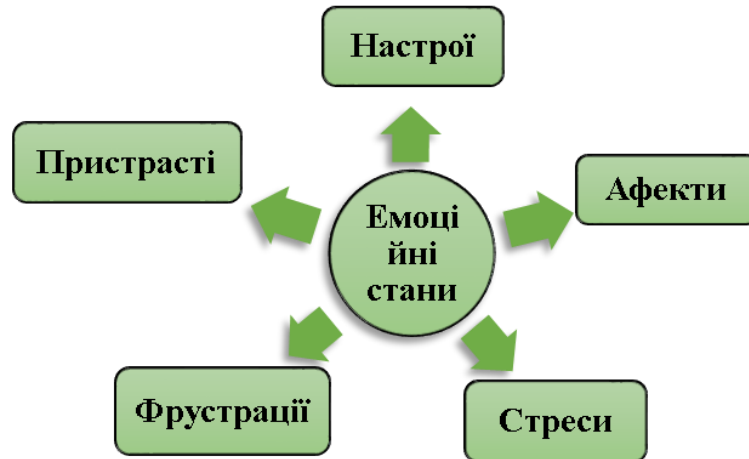 Настрої
Пристрасті
Афекти
Емоці
йні
стани
Фрустрації
Стреси